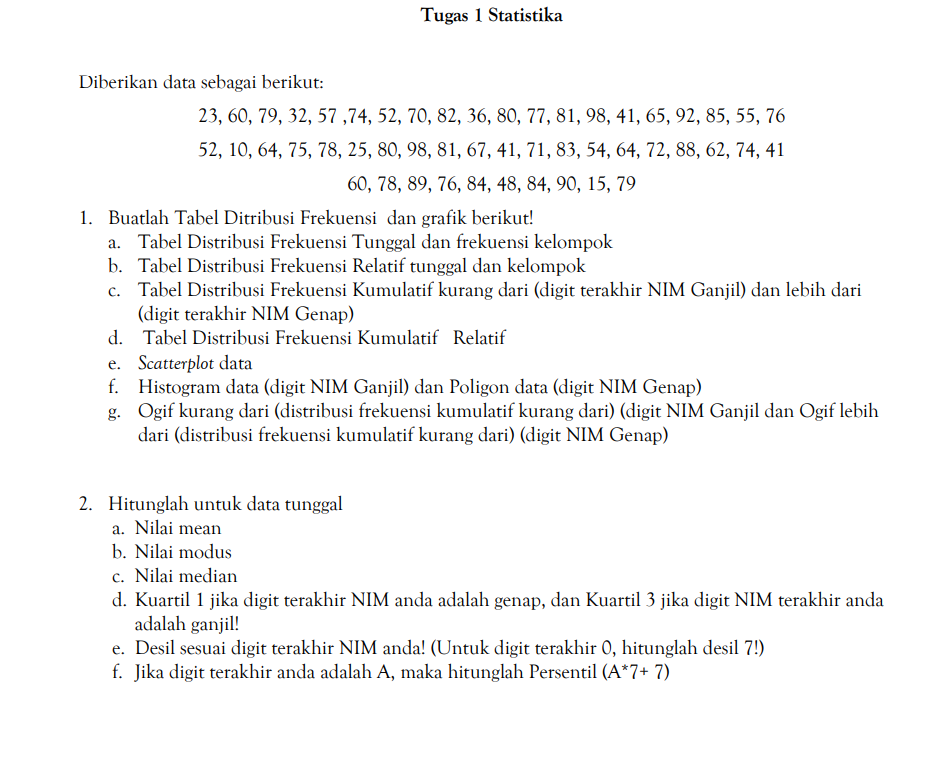 Tugas 1 Statistika
Diberikan data sebagai berikut:
23, 60, 79, 32, 57 ,74, 52, 70, 82, 36, 80, 77, 81, 98, 41, 65, 92, 85, 55, 76
52, 10, 64, 75, 78, 25, 80, 98, 81, 67, 41, 71, 83, 54, 64, 72, 88, 62, 74, 41
60, 78, 89, 76, 84, 48, 84, 90, 15, 79
1. Buatlah Tabel Ditribusi Frekuensi dan grafik berikut!
a. Tabel Distribusi Frekuensi Tunggal dan frekuensi kelompok
b. Tabel Distribusi Frekuensi Relatif tunggal dan kelompok
c. Tabel Distribusi Frekuensi Kumulatif kurang dari (digit terakhir NIM Ganjil) dan lebih dari
(digit terakhir NIM Genap)
d. Tabel Distribusi Frekuensi Kumulatif Relatif
e. Scatterplot data
f. Histogram data (digit NIM Ganjil) dan Poligon data (digit NIM Genap)
g. Ogif kurang dari (distribusi frekuensi kumulatif kurang dari) (digit NIM Ganjil dan Ogif lebih
dari (distribusi frekuensi kumulatif kurang dari) (digit NIM Genap)
2. Hitunglah untuk data tunggal
a. Nilai mean
b. Nilai modus
c. Nilai median
d. Kuartil 1 jika digit terakhir NIM anda adalah genap, dan Kuartil 3 jika digit NIM terakhir anda
adalah ganjil!
e. Desil sesuai digit terakhir NIM anda! (Untuk digit terakhir 0, hitunglah desil 7!)
f. Jika digit terakhir anda adalah A, maka hitunglah Persentil (A*7+ 7)